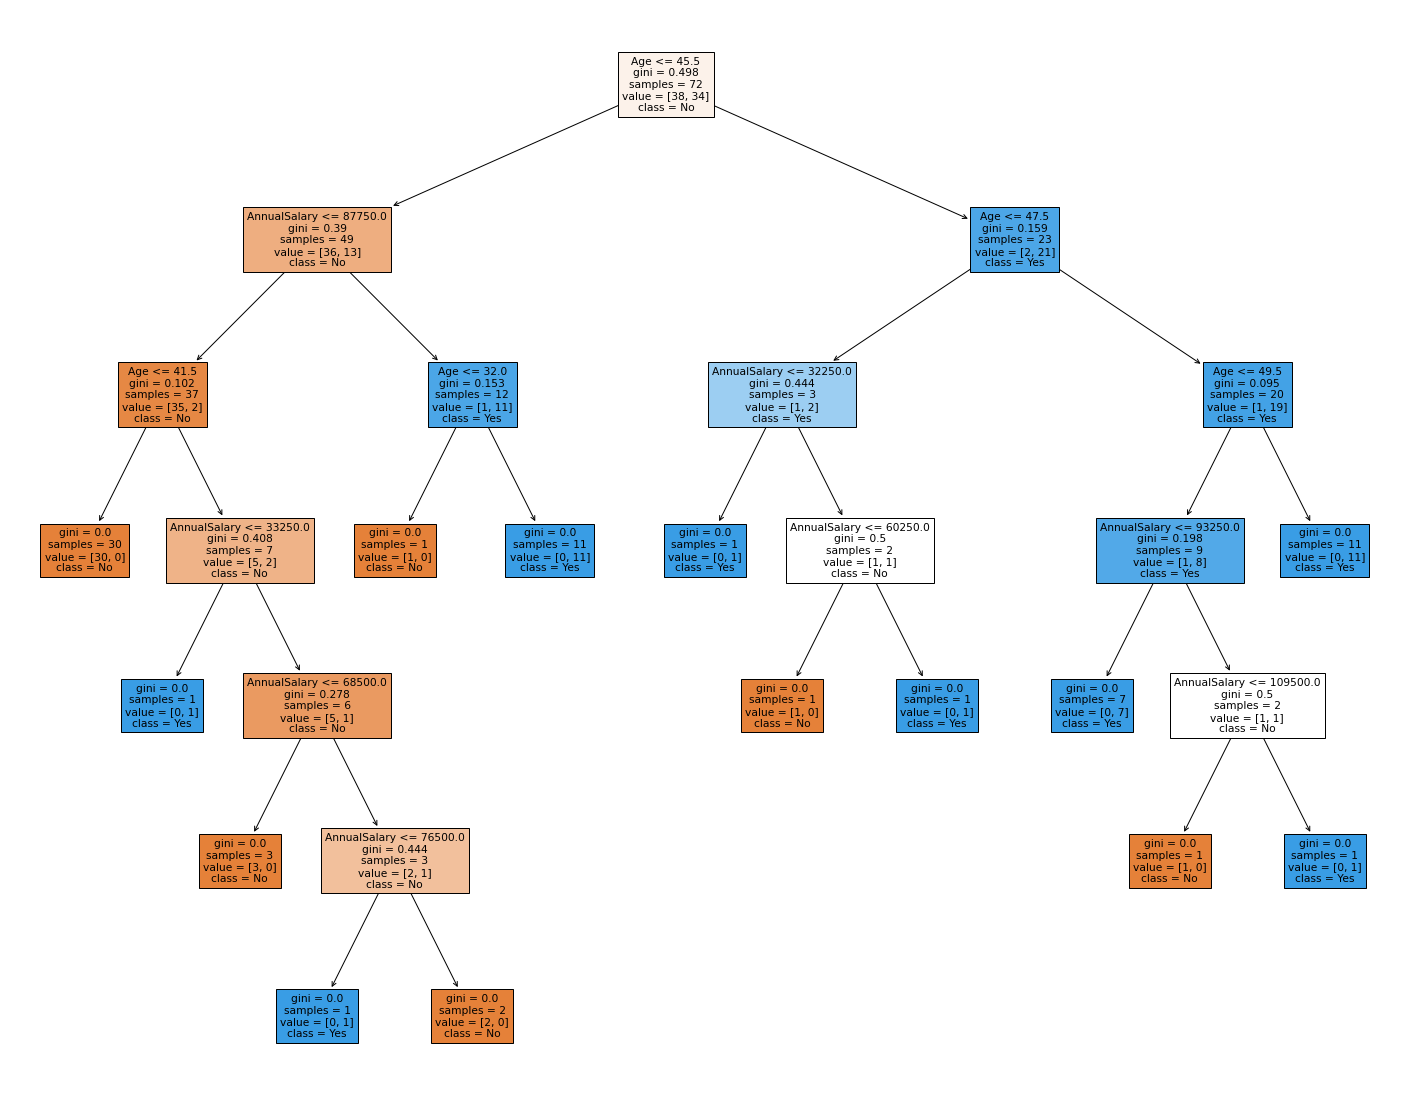 Age <= 45.5
gini = 0.498
samples = 72
value = [38, 34]
class = No
AnnualSalary <= 87750.0
gini = 0.39
samples = 49
value = [36, 13]
class = No
Age <= 47.5
gini = 0.159
samples = 23
value = [2, 21]
class = Yes
Age <= 41.5
gini = 0.102
samples = 37
value = [35, 2]
class = No
Age <= 32.0
gini = 0.153
samples = 12
value = [1, 11]
class = Yes
AnnualSalary <= 32250.0
gini = 0.444
samples = 3
value = [1, 2]
class = Yes
Age <= 49.5
gini = 0.095
samples = 20
value = [1, 19]
class = Yes
gini = 0.0
samples = 30
value = [30, 0]
class = No
AnnualSalary <= 33250.0
gini = 0.408
samples = 7
value = [5, 2]
class = No
gini = 0.0
samples = 1
value = [1, 0]
class = No
gini = 0.0
samples = 11
value = [0, 11]
class = Yes
gini = 0.0
samples = 1
value = [0, 1]
class = Yes
AnnualSalary <= 60250.0
gini = 0.5
samples = 2
value = [1, 1]
class = No
AnnualSalary <= 93250.0
gini = 0.198
samples = 9
value = [1, 8]
class = Yes
gini = 0.0
samples = 11
value = [0, 11]
class = Yes
gini = 0.0
samples = 1
value = [0, 1]
class = Yes
AnnualSalary <= 68500.0
gini = 0.278
samples = 6
value = [5, 1]
class = No
gini = 0.0
samples = 1
value = [1, 0]
class = No
gini = 0.0
samples = 1
value = [0, 1]
class = Yes
gini = 0.0
samples = 7
value = [0, 7]
class = Yes
AnnualSalary <= 109500.0
gini = 0.5
samples = 2
value = [1, 1]
class = No
gini = 0.0
samples = 3
value = [3, 0]
class = No
AnnualSalary <= 76500.0
gini = 0.444
samples = 3
value = [2, 1]
class = No
gini = 0.0
samples = 1
value = [1, 0]
class = No
gini = 0.0
samples = 1
value = [0, 1]
class = Yes
gini = 0.0
samples = 1
value = [0, 1]
class = Yes
gini = 0.0
samples = 2
value = [2, 0]
class = No